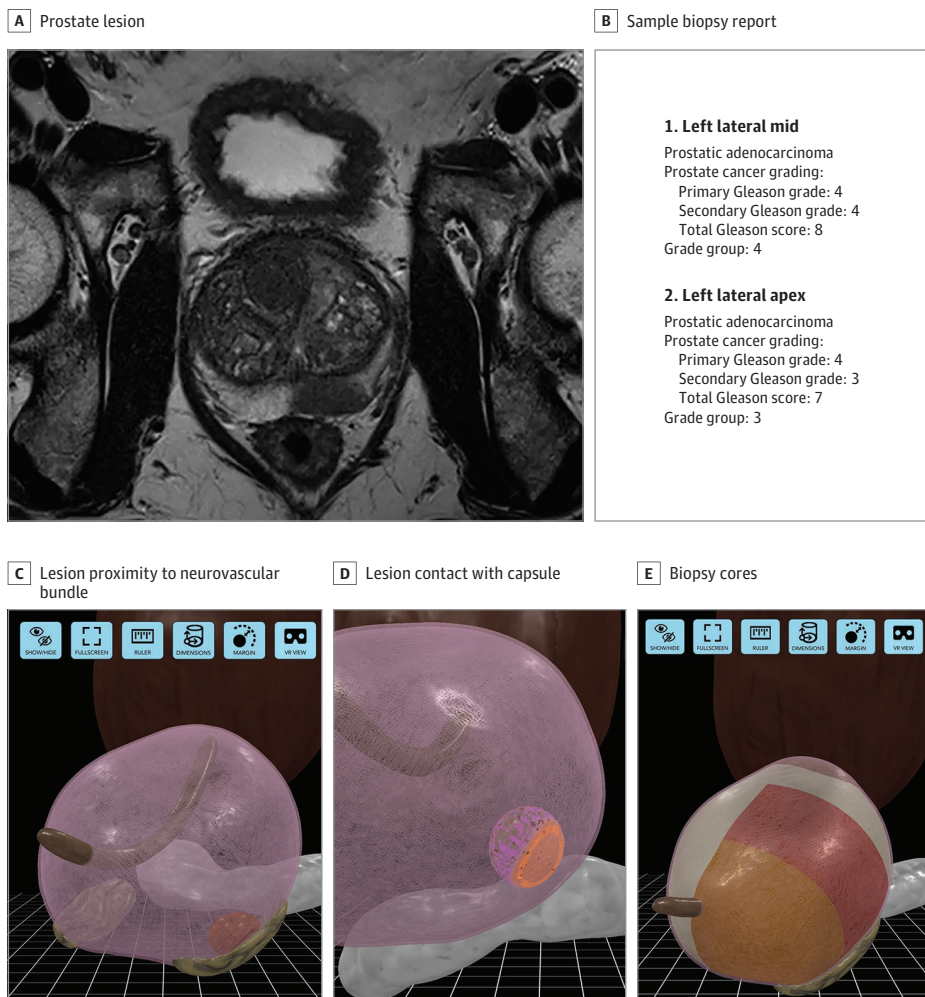 A Prostate lesion
B Sample biopsy report
1. Left lateral mid
Prostatic adenocarcinoma
Prostate cancer grading:
Primary Gleason grade: 4
Secondary Gleason grade: 4
Total Gleason score: 8
Grade group: 4
2. Left lateral apex
Prostatic adenocarcinoma
Prostate cancer grading:
Primary Gleason grade: 4
Secondary Gleason grade: 3
Total Gleason score: 7
Grade group: 3
C Lesion proximity to neurovascular
bundle
D Lesion contact with capsule
E Biopsy cores
SHOW/HIDE FULLSCREEN RULER DIMENSIONS MARGIN VR VIEW
SHOW/HIDE FULLSCREEN RULER DIMENSIONS MARGIN VR VIEW